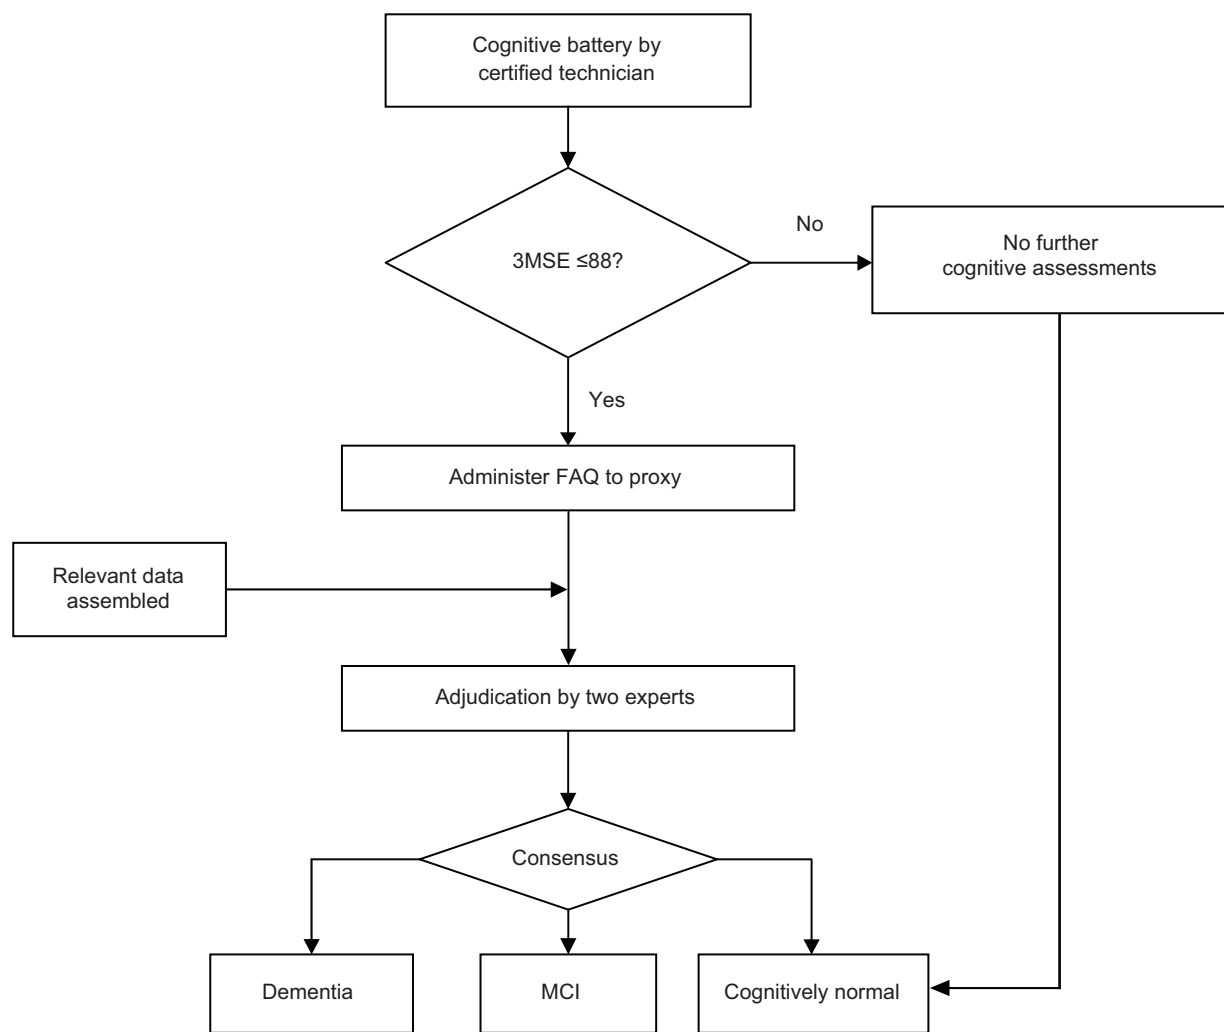 Cognitive battery by
certified technician
3MSE ≤88?
No
No further
cognitive assessments
Yes
Administer FAQ to proxy
Relevant data
assembled
Adjudication by two experts
Consensus
Dementia
MCI
Cognitively normal